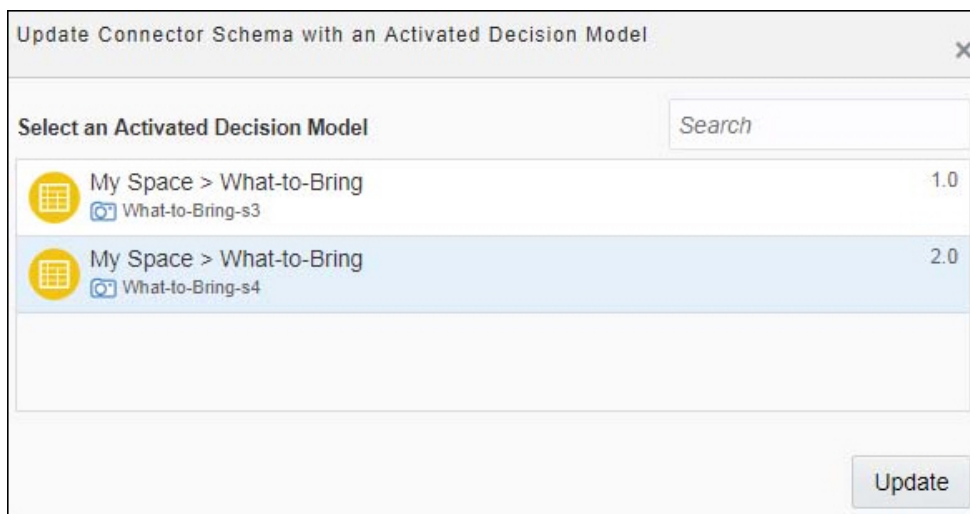 Update Connector Schema with an Activated Decision Model
Select an Activated Decision Model
Search
My Space > What-to-Bring
1.0
What-to-Bring-s3
My Space > What-to-Bring
2.0
What-to-Bring-s4
Update